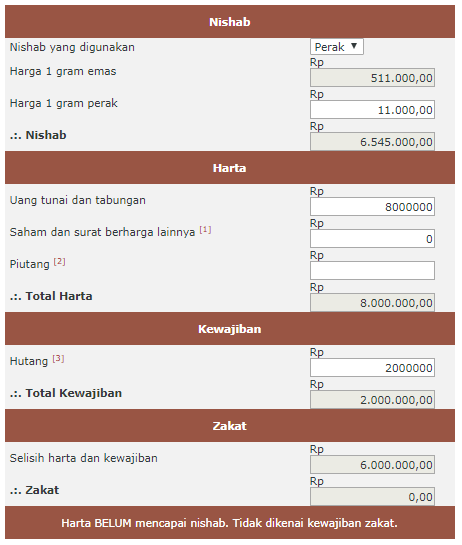 Nishab
Nishab yang digunakan Perak
Rp
Harga 1 gram emas 511.000,00
Rp
Harga 1 gram perak 11.000,00
Rp
.:. Nishab 6.545.000,00
Harta
Rp
Uang tunai dan tabungan 8000000
Rp
Saham dan surat berharga lainnya [1] 0
Rp
Piutang [2]
Rp
.:. Total Harta 8.000.000,00
Kewajiban
Rp
Hutang [3] 2000000
Rp
.:. Total Kewajiban 2.000.000,00
Zakat
Rp
Selisih harta dan kewajiban 6.000.000,00
Rp
.:. Zakat 0,00
Harta BELUM mencapai nishab. Tidak dikenai kewajiban zakat.